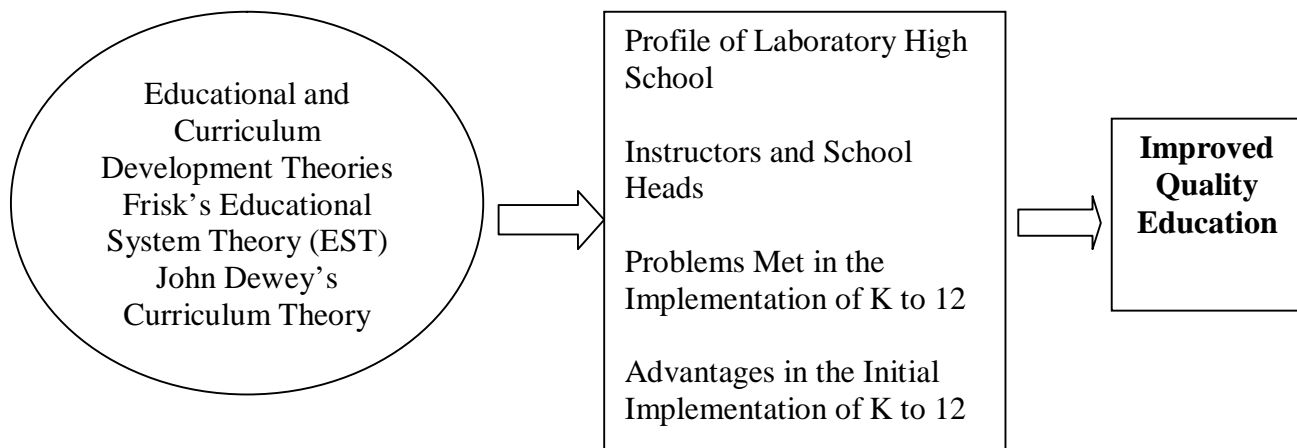 Educational and
Curriculum
Development Theories
Frisk’s Educational
System Theory (EST)
John Dewey’s
Curriculum Theory
Profile of Laboratory High
School
Instructors and School
Heads
Problems Met in the
Implementation of K to 12
Advantages in the Initial
Implementation of K to 12
Improved
Quality
Education